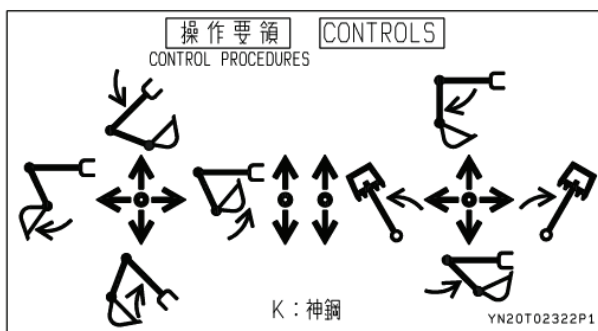 操作要領 CONTROLS
CONTROL PROCEDURES
K：神鋼
YN20T02322P1